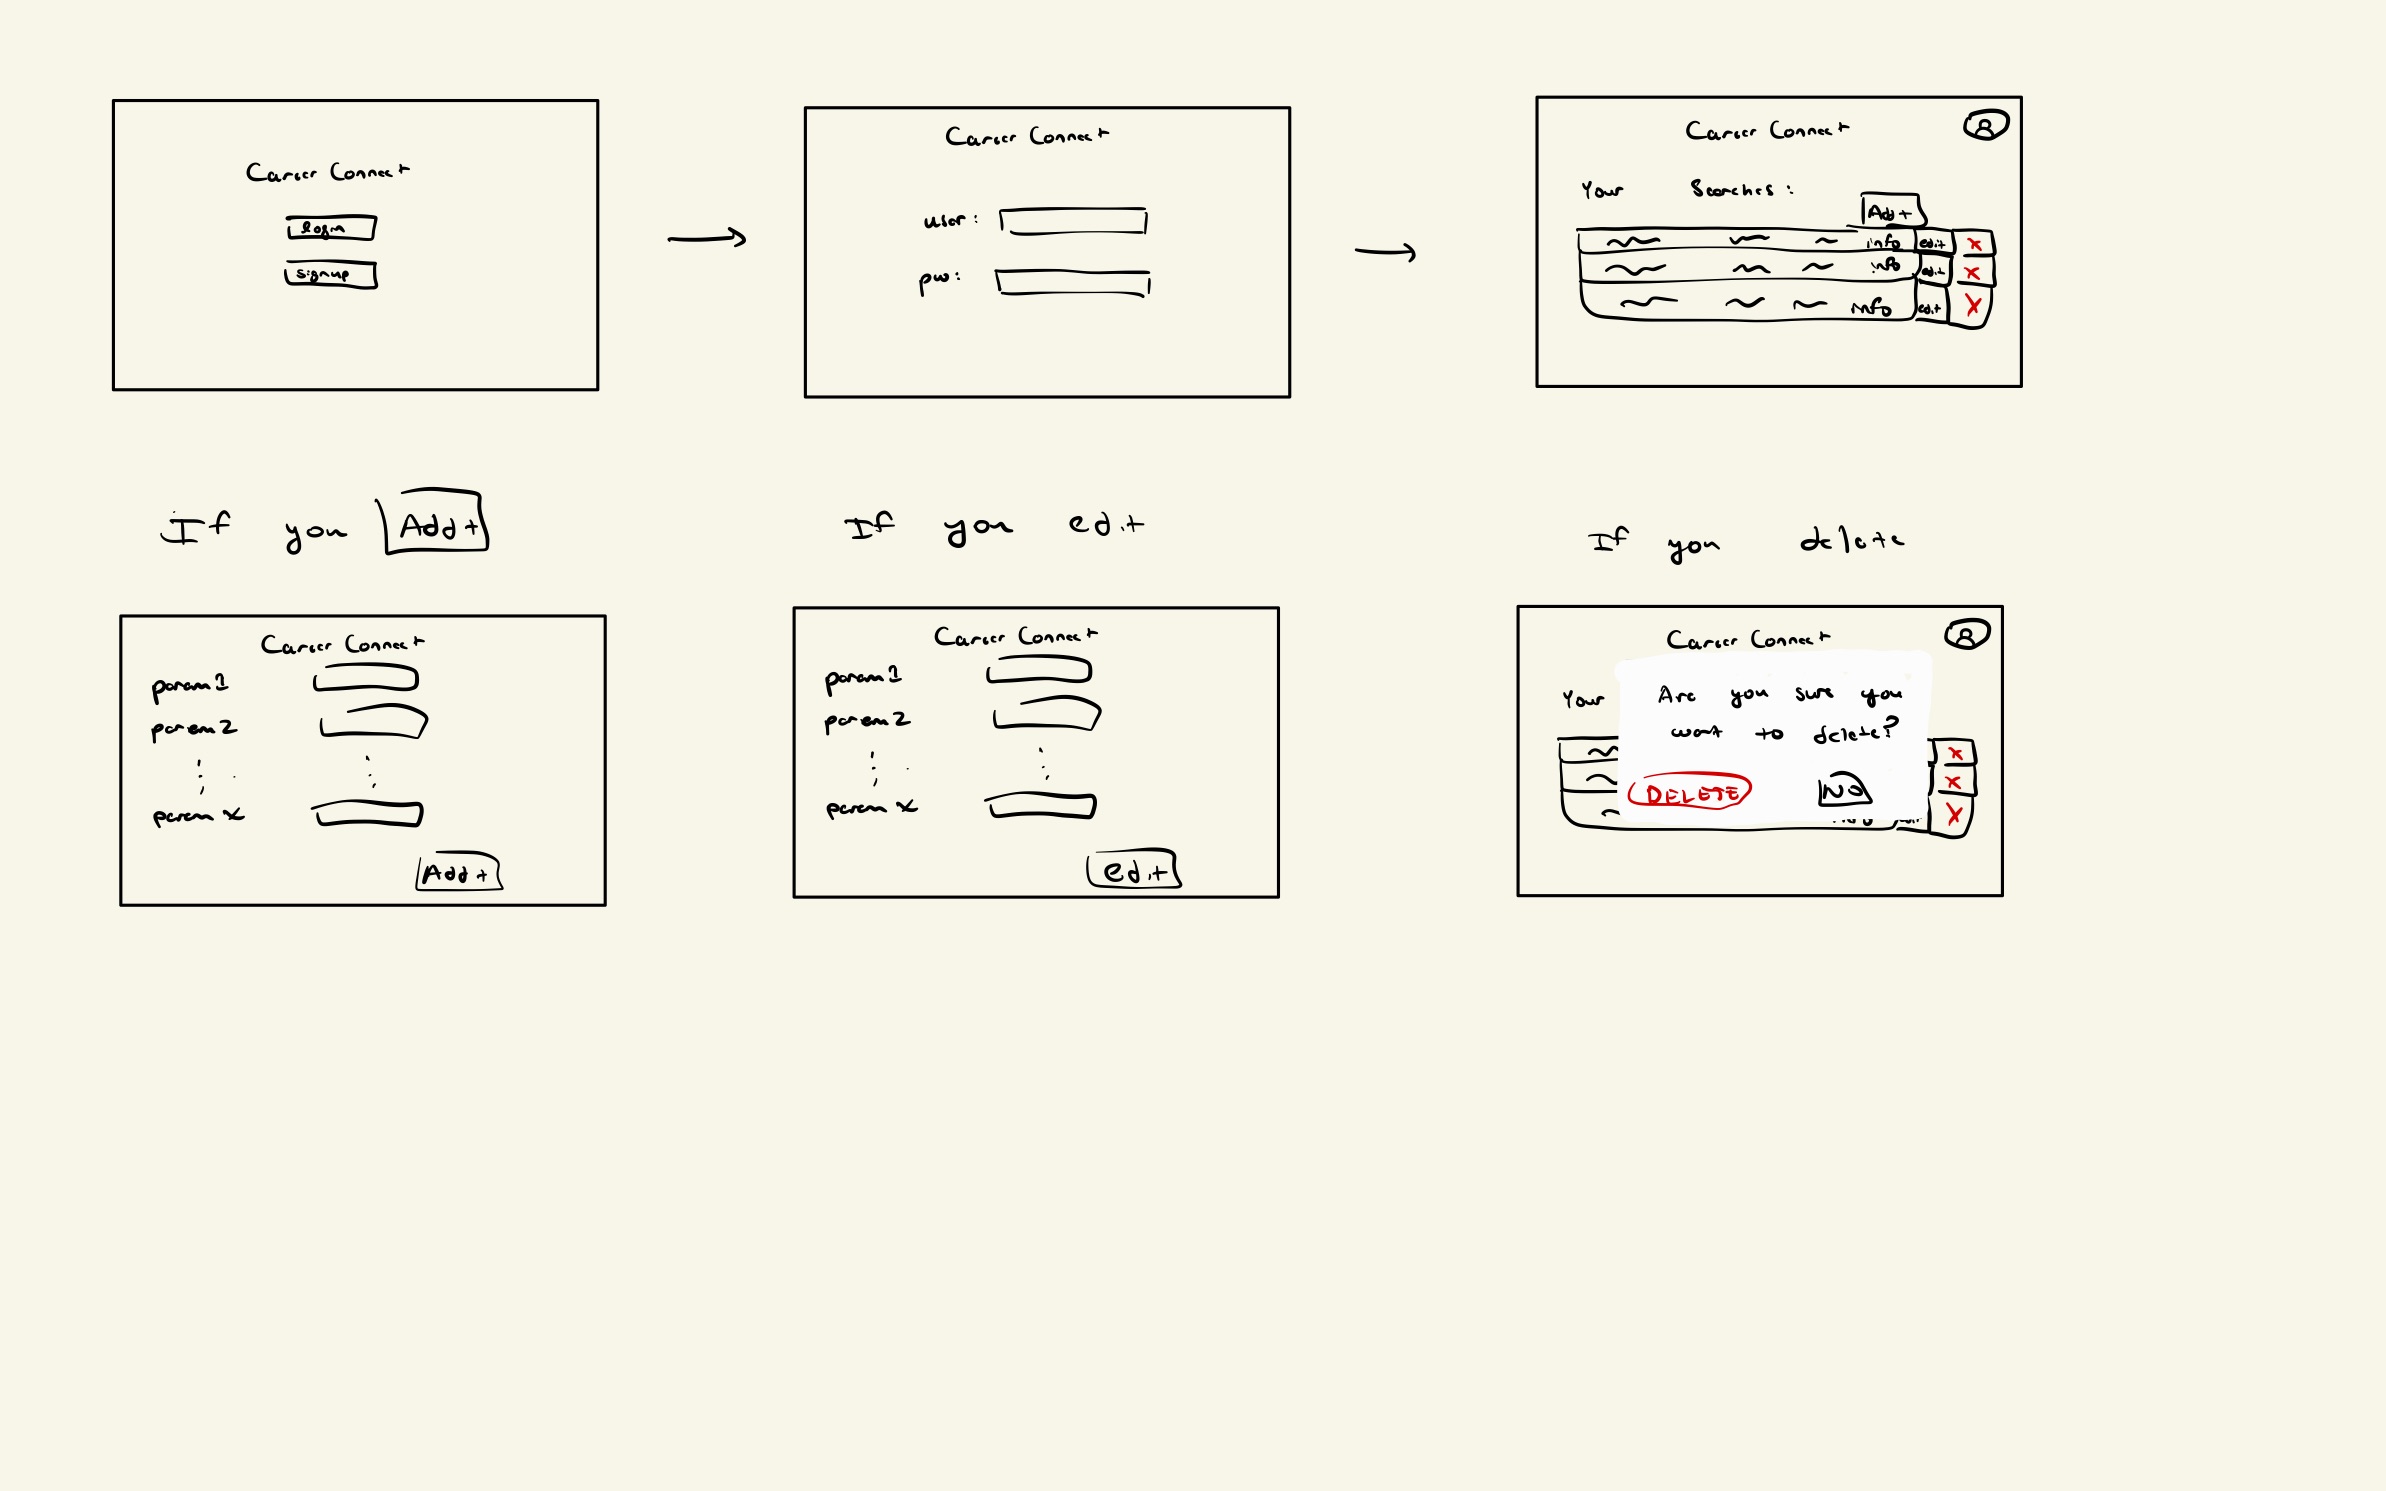 Career Connect
login
signup
Career Connect
user:
pw:
Career Connect
Your Searches:
Add +
info edit x
info edit x
info edit x
If you Add +
If you edit
If you delete
Career Connect
param 1
param 2
param x
Add +
Career Connect
param 1
param 2
param x
edit
Career Connect
Your
Are you sure you
want to delete?
DELETE
NO
x
x
x